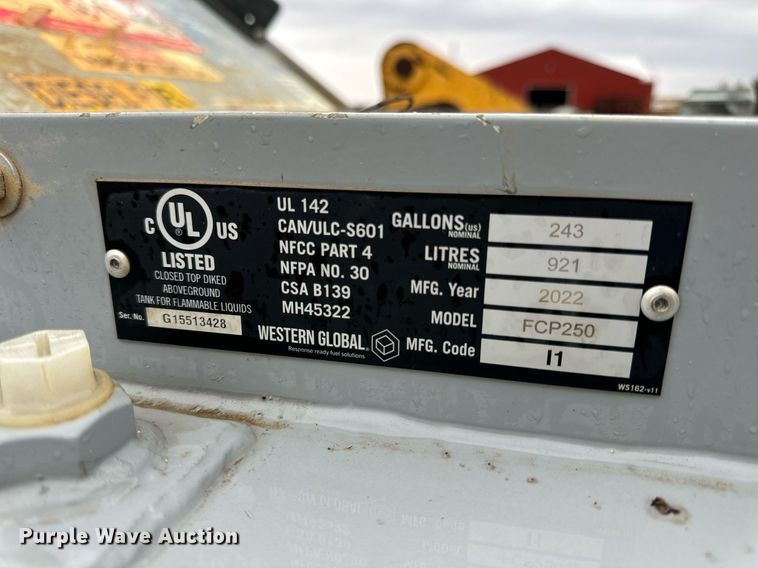 C UL US
LISTED
CLOSED TOP DIKED
ABOVEGROUND
TANK FOR FLAMMABLE LIQUIDS
Ser. No. G15513428
UL 142
CAN/ULC-S601
NFCC PART 4
NFPA NO. 30
CSA B139
MH45322
WESTERN GLOBAL®
Response ready fuel solutions
GALLONS(us) NOMINAL 243
LITRES NOMINAL 921
MFG. Year 2022
MODEL FCP250
MFG. Code I1
WS162-v11
Purple Wave Auction